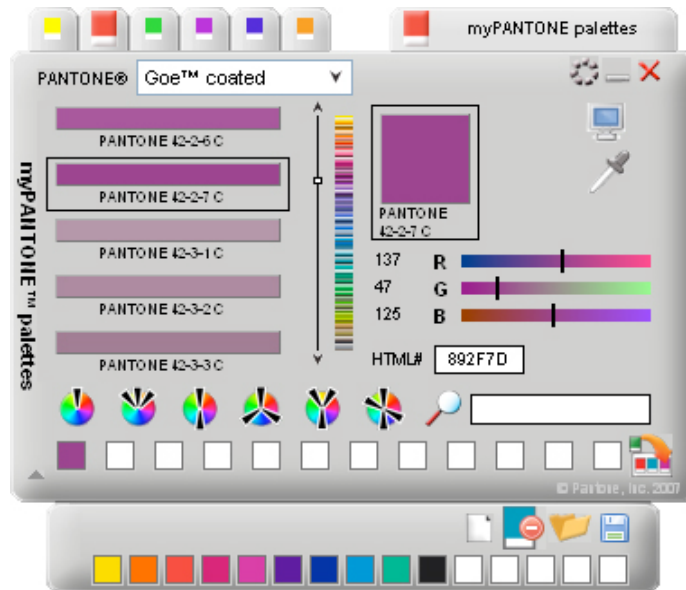 myPANTONE palettes
PANTONE® Goe™ coated
PANTONE 42-2-6 C
PANTONE 42-2-7 C
PANTONE 42-3-1 C
PANTONE 42-3-2 C
PANTONE 42-3-3 C
myPANTONE™ palettes
PANTONE
42-2-7 C
137 R
47 G
125 B
HTML# 892F7D
© Pantone, Inc. 2007